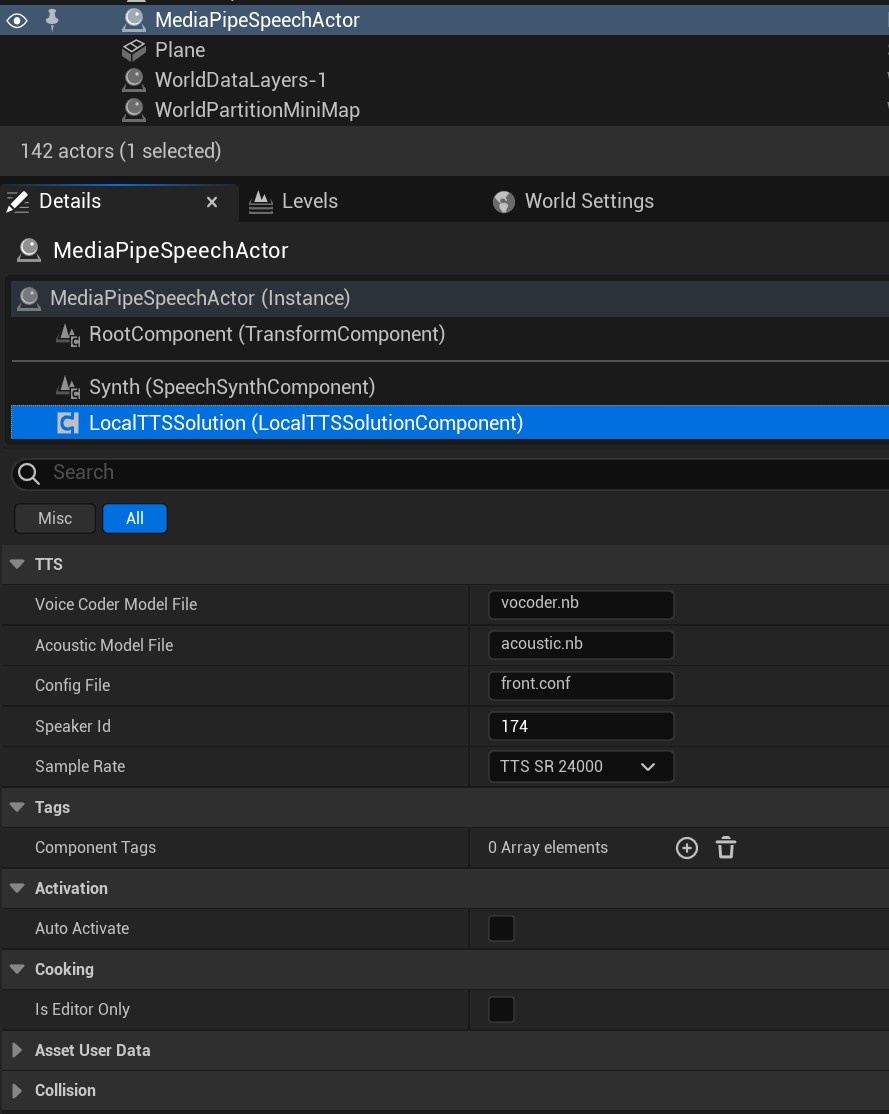 MediaPipeSpeechActor
Plane
WorldDataLayers-1
WorldPartitionMiniMap
142 actors (1 selected)
Details Levels World Settings
MediaPipeSpeechActor
MediaPipeSpeechActor (Instance)
RootComponent (TransformComponent)
Synth (SpeechSynthComponent)
LocalTTSSolution (LocalTTSSolutionComponent)
Search
Misc All
TTS
Voice Coder Model File vocoder.nb
Acoustic Model File acoustic.nb
Config File front.conf
Speaker Id 174
Sample Rate TTS SR 24000
Tags
Component Tags 0 Array elements
Activation
Auto Activate
Cooking
Is Editor Only
Asset User Data
Collision